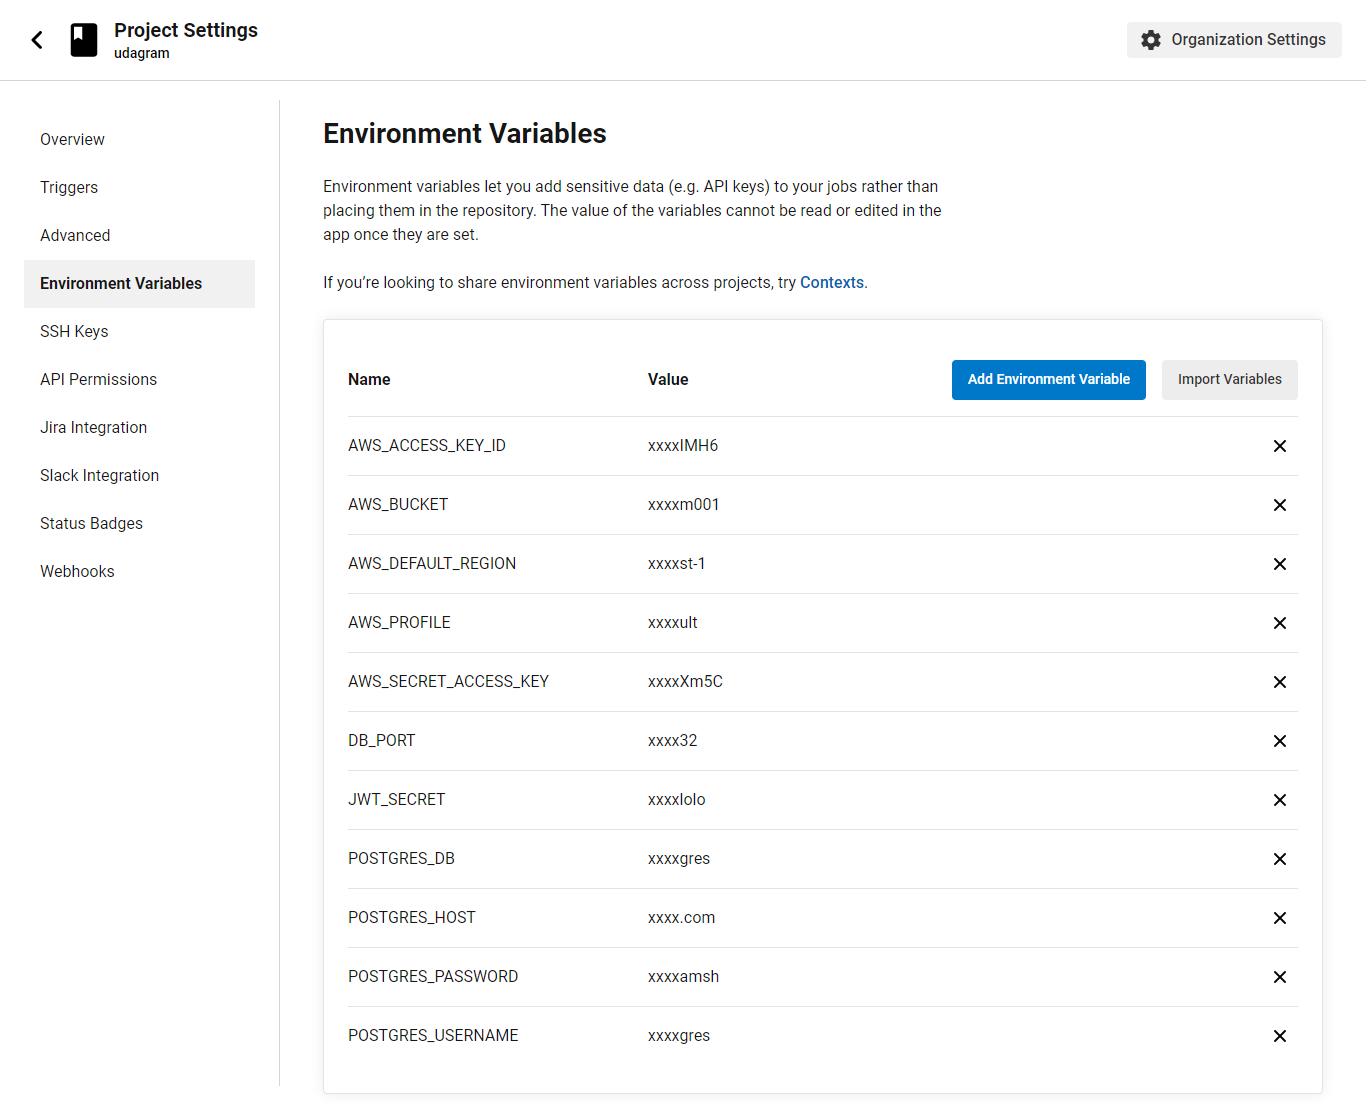 Project Settings
udagram
Organization Settings
Overview
Triggers
Advanced
Environment Variables
SSH Keys
API Permissions
Jira Integration
Slack Integration
Status Badges
Webhooks
Environment Variables
Environment variables let you add sensitive data (e.g. API keys) to your jobs rather than
placing them in the repository. The value of the variables cannot be read or edited in the
app once they are set.
If you’re looking to share environment variables across projects, try Contexts.
Name Value Add Environment Variable Import Variables
AWS_ACCESS_KEY_ID xxxxIMH6
AWS_BUCKET xxxxm001
AWS_DEFAULT_REGION xxxxst-1
AWS_PROFILE xxxxult
AWS_SECRET_ACCESS_KEY xxxxXm5C
DB_PORT xxxx32
JWT_SECRET xxxxlolo
POSTGRES_DB xxxxgres
POSTGRES_HOST xxxx.com
POSTGRES_PASSWORD xxxxamsh
POSTGRES_USERNAME xxxxgres